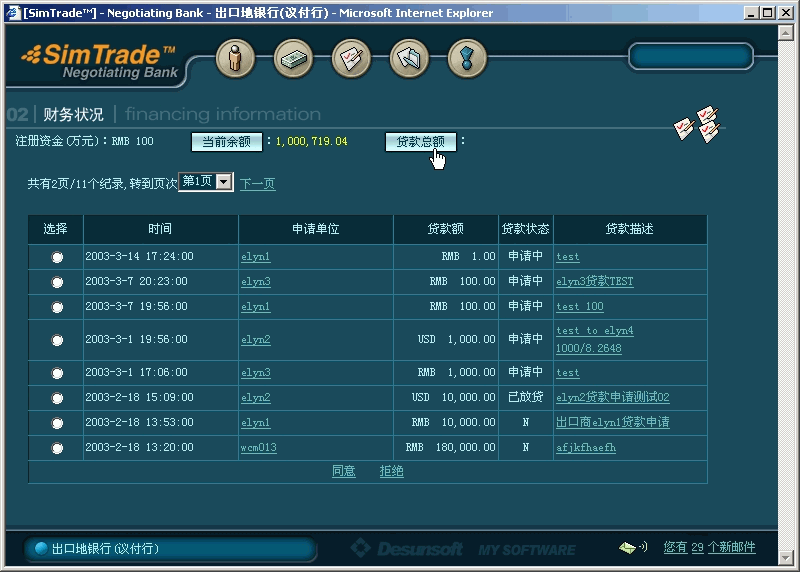 [SimTrade™] - Negotiating Bank - 出口地银行(议付行) - Microsoft Internet Explorer
SimTrade™
Negotiating Bank
02 | 财务状况 | financing information
注册资金(万元)：RMB 100 当前余额 ：1,000,719.04 贷款总额 ：
共有2页/11个纪录,转到页次 第1页 下一页
选择 时间 申请单位 贷款额 贷款状态 贷款描述
2003-3-14 17:24:00 elyn1 RMB 1.00 申请中 test
2003-3-7 20:23:00 elyn3 RMB 100.00 申请中 elyn3贷款TEST
2003-3-7 19:56:00 elyn1 RMB 100.00 申请中 test 100
2003-3-1 19:56:00 elyn2 USD 1,000.00 申请中 test to elyn4
1000/8.2648
2003-3-1 17:06:00 elyn3 RMB 1,000.00 申请中 test
2003-2-18 15:09:00 elyn2 USD 10,000.00 已放贷 elyn2贷款申请测试02
2003-2-18 13:53:00 elyn1 RMB 10,000.00 N 出口商elyn1贷款申请
2003-2-18 13:20:00 wcm013 RMB 180,000.00 N afjkfhaefh
同意 拒绝
出口地银行(议付行) Desunsoft MY SOFTWARE 您有 29 个新邮件